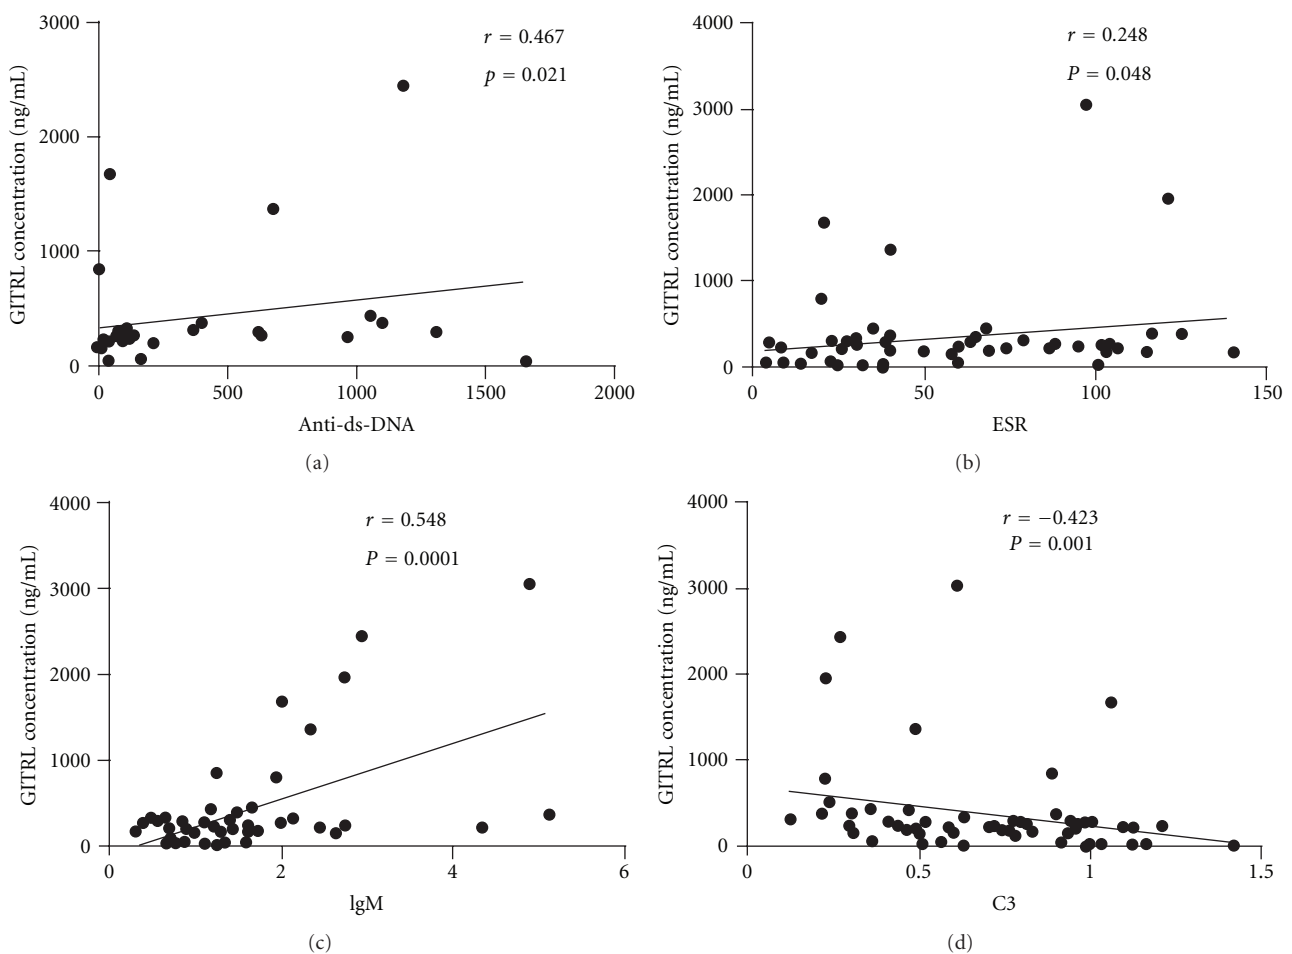 3000
2000
1000
0
GITRL concentration (ng/mL)
r = 0.467
p = 0.021
0 500 1000 1500 2000
Anti-ds-DNA
(a)
4000
3000
2000
1000
0
GITRL concentration (ng/mL)
r = 0.248
P = 0.048
0 50 100 150
ESR
(b)
4000
3000
2000
1000
0
GITRL concentration (ng/mL)
r = 0.548
P = 0.0001
0 2 4 6
lgM
(c)
4000
3000
2000
1000
0
GITRL concentration (ng/mL)
r = −0.423
P = 0.001
0 0.5 1 1.5
C3
(d)